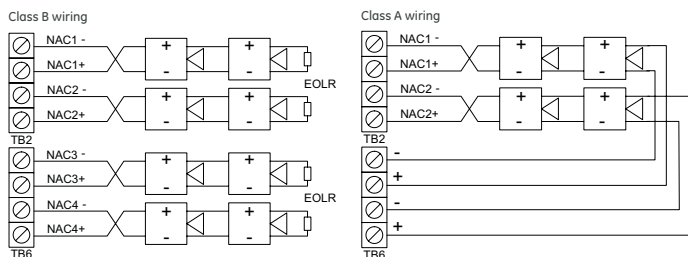 Class B wiring
NAC1 -
+
+
NAC1+
-
-
EOLR
NAC2 -
+
+
NAC2+
-
-
TB2
NAC3 -
+
+
NAC3+
-
-
EOLR
NAC4 -
+
+
NAC4+
-
-
TB6
Class A wiring
NAC1 -
+
+
NAC1+
-
-
NAC2 -
+
+
NAC2+
-
-
TB2
-
+
-
+
TB6